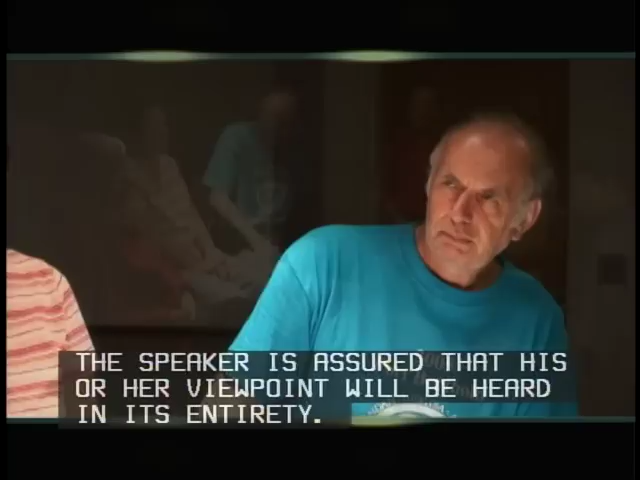 THE SPEAKER IS ASSURED THAT HIS
OR HER VIEWPOINT WILL BE HEARD
IN ITS ENTIRETY.